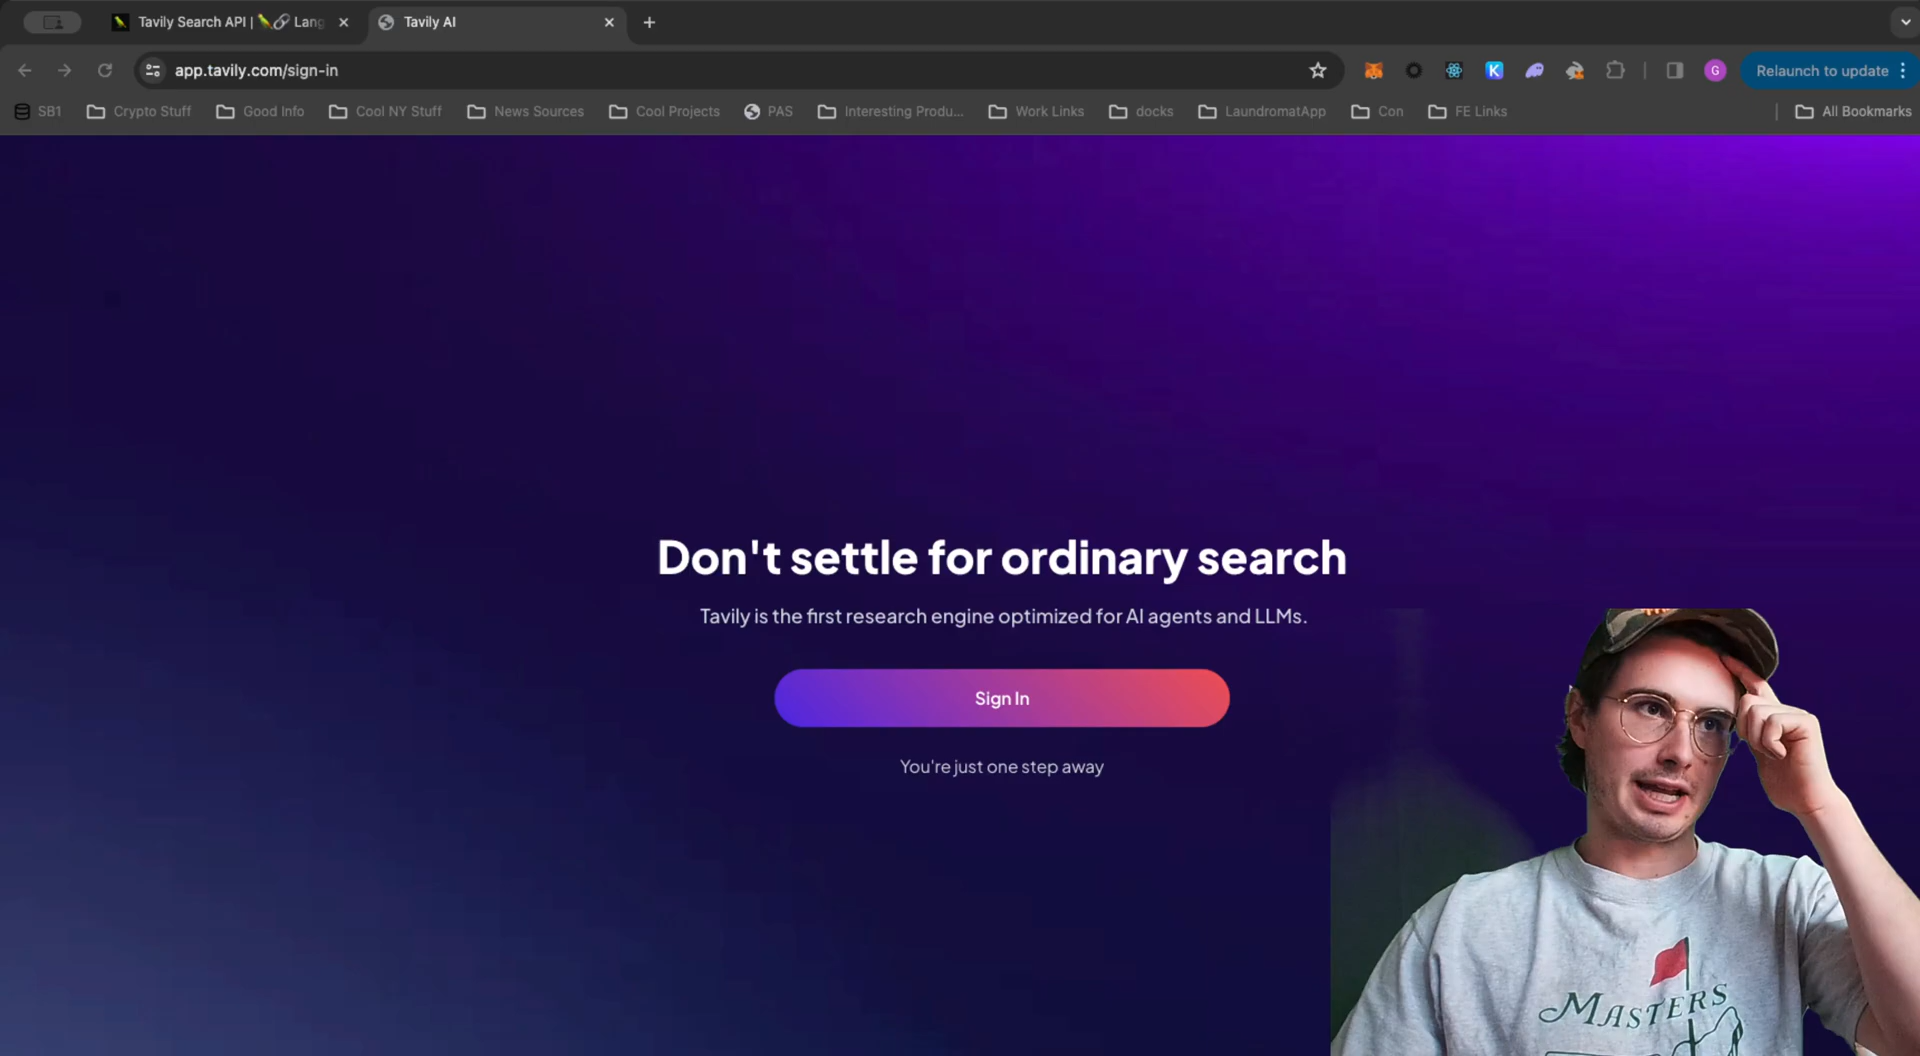 Tavily Search API | Lang
Tavily AI
app.tavily.com/sign-in
G
Relaunch to update
SB1
Crypto Stuff
Good Info
Cool NY Stuff
News Sources
Cool Projects
PAS
Interesting Produ...
Work Links
docks
LaundromatApp
Con
FE Links
All Bookmarks
Don't settle for ordinary search
Tavily is the first research engine optimized for AI agents and LLMs.
Sign In
You're just one step away
MASTERS